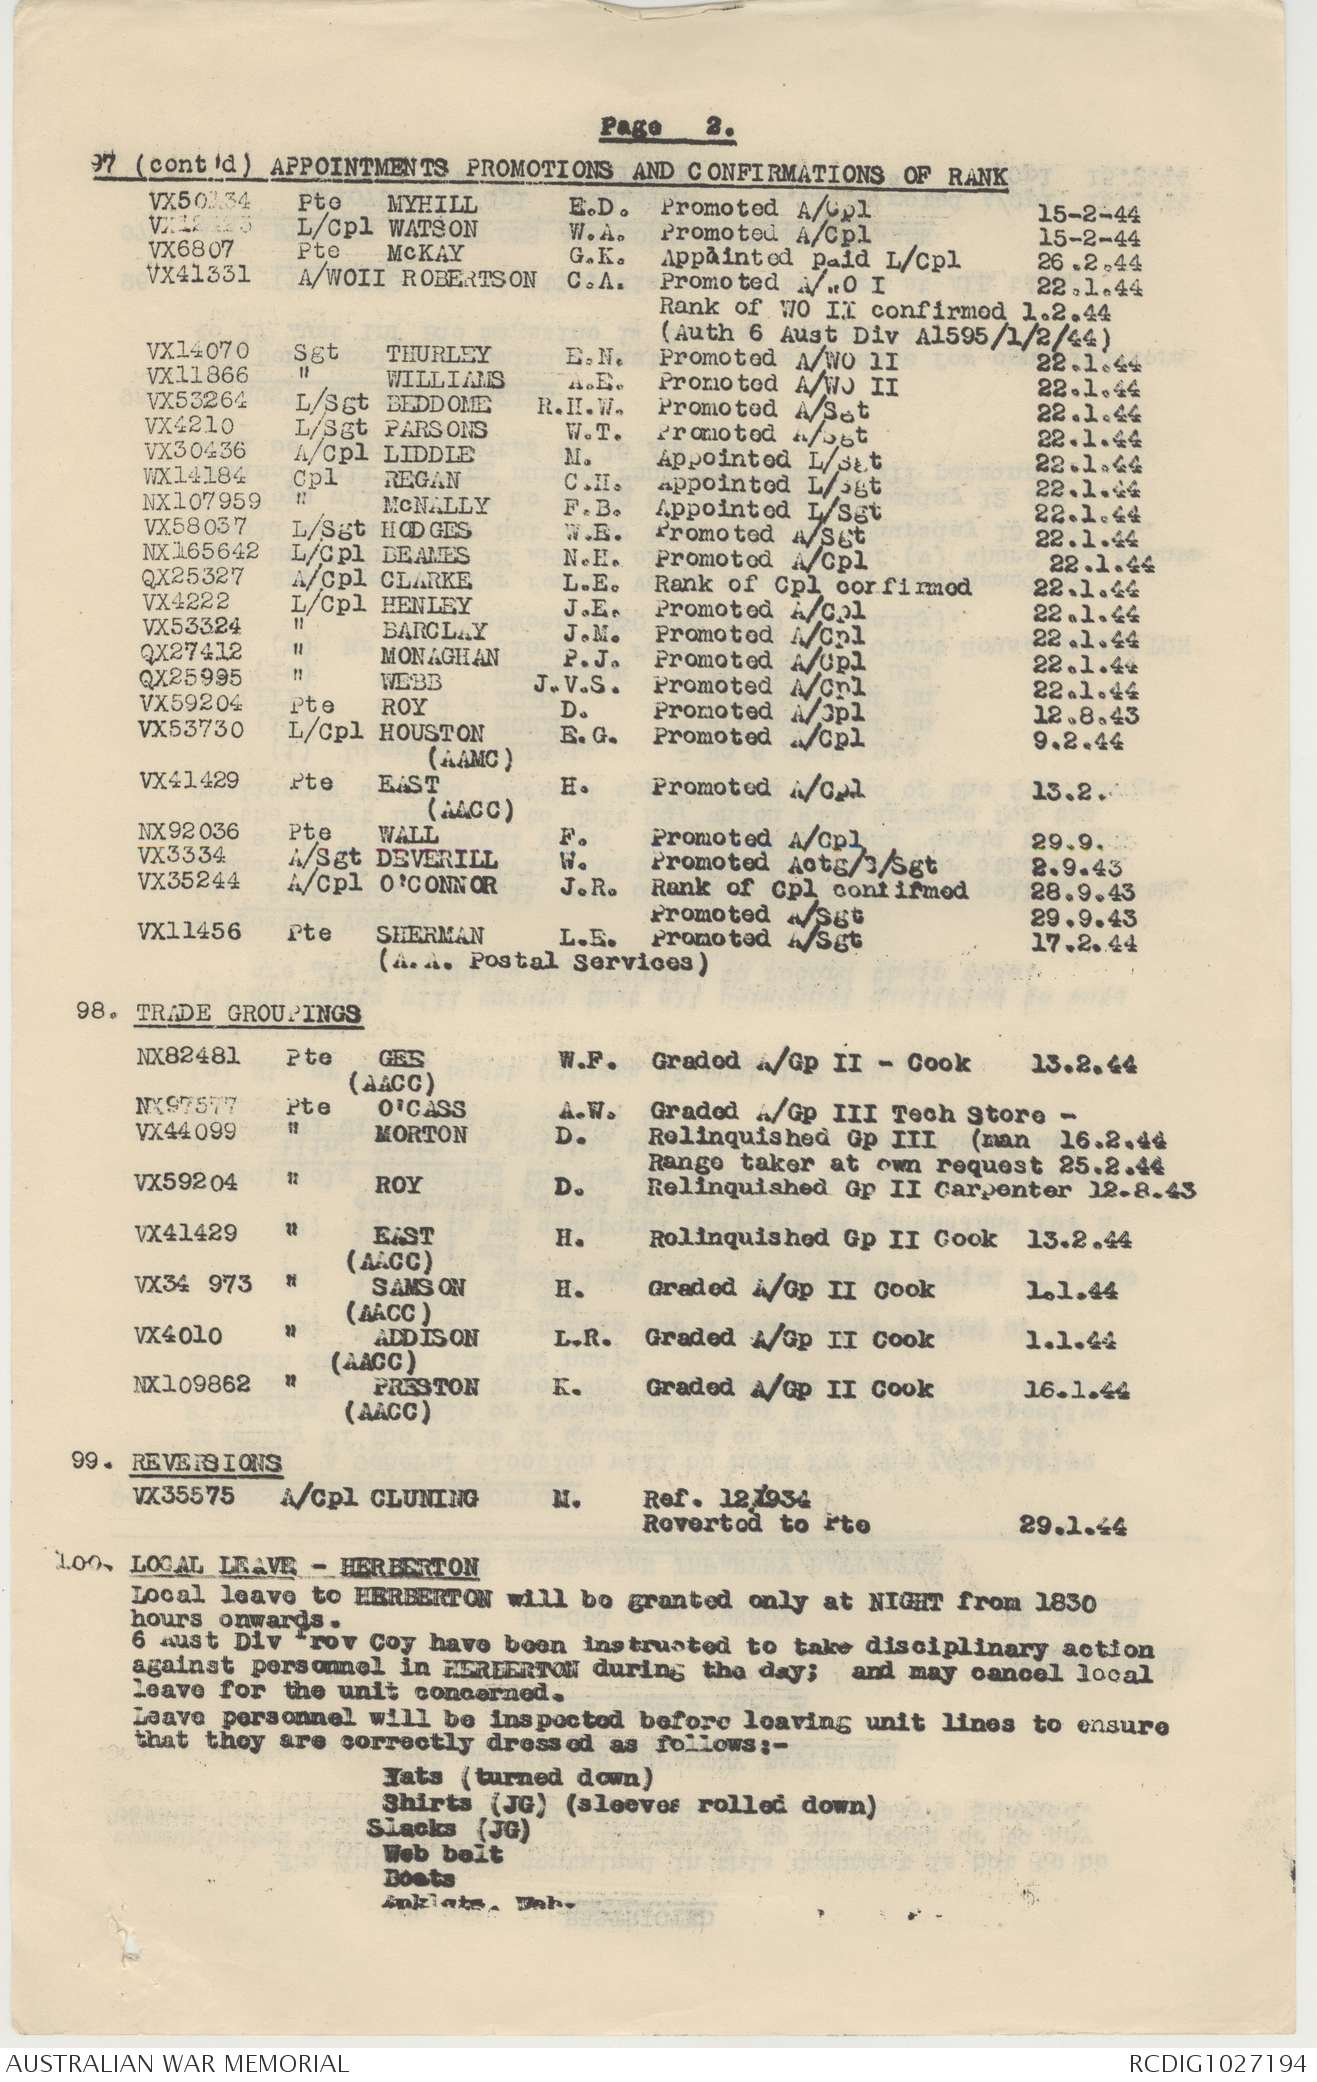 Page 2.
97 (cont'd) APPOINTMENTS PROMOTIONS AND CONFIRMATIONS OF RANK
Pte MYHILL E.D. Promoted A/Cpl 15-2-44
L/Cpl WATSON W.A. Promoted A/Cpl 15-2-44
VX6807 Pte McKAY G.K. Appointed paid L/Cpl 26.2.44
VX41331 A/WOII ROBERTSON C.A. Promoted A/WO I 22.1.44
Rank of WO II confirmed 1.2.44
(Auth 6 Aust Div A1595/1/2/44)
VX14070 Sgt THURLEY E.N. Promoted A/WO II 22.1.44
VX11866 " WILLIAMS A.E. Promoted A/WO II 22.1.44
VX53264 L/Sgt BEDDOME R.H.W. Promoted A/Sgt 22.1.44
VX4210 L/Sgt PARSONS W.T. Promoted A/Sgt 22.1.44
VX30436 A/Cpl LIDDLE M. Appointed L/Sgt 22.1.44
WX14184 Cpl REGAN C.H. Appointed L/Sgt 22.1.44
NX107959 " McNALLY F.B. Appointed L/Sgt 22.1.44
VX58037 L/Sgt HODGES W.E. Promoted A/Sgt 22.1.44
NX165642 L/Cpl DEAMES N.H. Promoted A/Cpl 22.1.44
QX25327 A/Cpl CLARKE L.E. Rank of Cpl confirmed 22.1.44
VX4222 L/Cpl HENLEY J.E. Promoted A/Cpl 22.1.44
VX53324 " BARCLAY J.M. Promoted A/Cpl 22.1.44
QX27412 " MONAGHAN P.J. Promoted A/Cpl 22.1.44
QX25995 " WEBB J.V.S. Promoted A/Cpl 22.1.44
VX59204 Pte ROY D. Promoted A/Cpl 12.8.43
VX53730 L/Cpl HOUSTON E.G. Promoted A/Cpl 9.2.44
(AAMC)
VX41429 Pte EAST H. Promoted A/Cpl 13.2.
(AACC)
NX92036 Pte WALL F. Promoted A/Cpl 29.9.
VX3334 A/Sgt DEVERILL W. Promoted Actg/S/Sgt 2.9.43
VX35244 A/Cpl O'CONNOR J.R. Rank of Cpl confirmed 28.9.43
Promoted A/Sgt 29.9.43
VX11456 Pte SHERMAN L.E. Promoted A/Sgt 17.2.44
(A.A. Postal Services)
98. TRADE GROUPINGS
NX82481 Pte GEE W.F. Graded A/Gp II - Cook 13.2.44
(AACC)
NX97577 Pte O'CASS A.W. Graded A/Gp III Tech Store -
VX44099 " MORTON D. Relinquished Gp III (man 16.2.44
Range taker at own request 25.2.44
VX59204 " ROY D. Relinquished Gp II Carpenter 12.8.43
VX41429 " EAST H. Relinquished Gp II Cook 13.2.44
(AACC)
VX34 973 " SAMSON H. Graded A/Gp II Cook 1.1.44
(AACC)
VX4010 " ADDISON L.R. Graded A/Gp II Cook 1.1.44
(AACC)
NX109862 " PRESTON K. Graded A/Gp II Cook 16.1.44
(AACC)
99. REVERSIONS
VX35575 A/Cpl CLUNING M. Ref. 12/1934
Reverted to Pte 29.1.44
100. LOCAL LEAVE - HERBERTON
Local leave to HERBERTON will be granted only at NIGHT from 1830
hours onwards.
6 Aust Div Prov Coy have been instructed to take disciplinary action
against personnel in HERBERTON during the day; and may cancel local
leave for the unit concerned.
Leave personnel will be inspected before leaving unit lines to ensure
that they are correctly dressed as follows:-
Hats (turned down)
Shirts (JG) (sleeves rolled down)
Slacks (JG)
Web belt
Boots
Anklets, Web.
AUSTRALIAN WAR MEMORIAL
RCDIG1027194